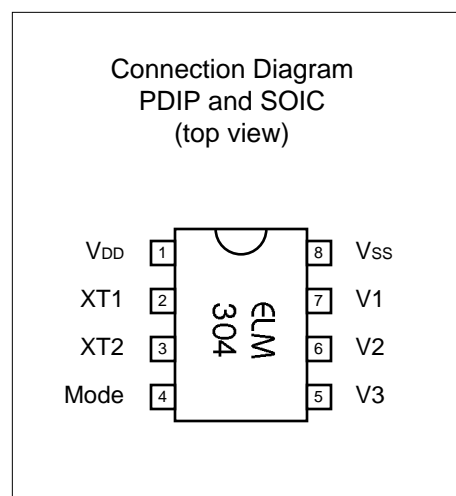 Connection Diagram
PDIP and SOIC
(top view)
VDD 1 8 VSS
XT1 2 7 V1
XT2 3 6 V2
Mode 4 5 V3
ELM
304